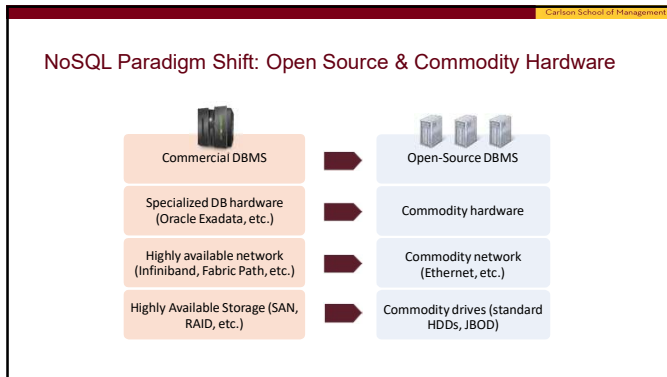 Carlson School of Management
NoSQL Paradigm Shift: Open Source & Commodity Hardware
Commercial DBMS
Open-Source DBMS
Specialized DB hardware
(Oracle Exadata, etc.)
Commodity hardware
Highly available network
(Infiniband, Fabric Path, etc.)
Commodity network
(Ethernet, etc.)
Highly Available Storage (SAN,
RAID, etc.)
Commodity drives (standard
HDDs, JBOD)